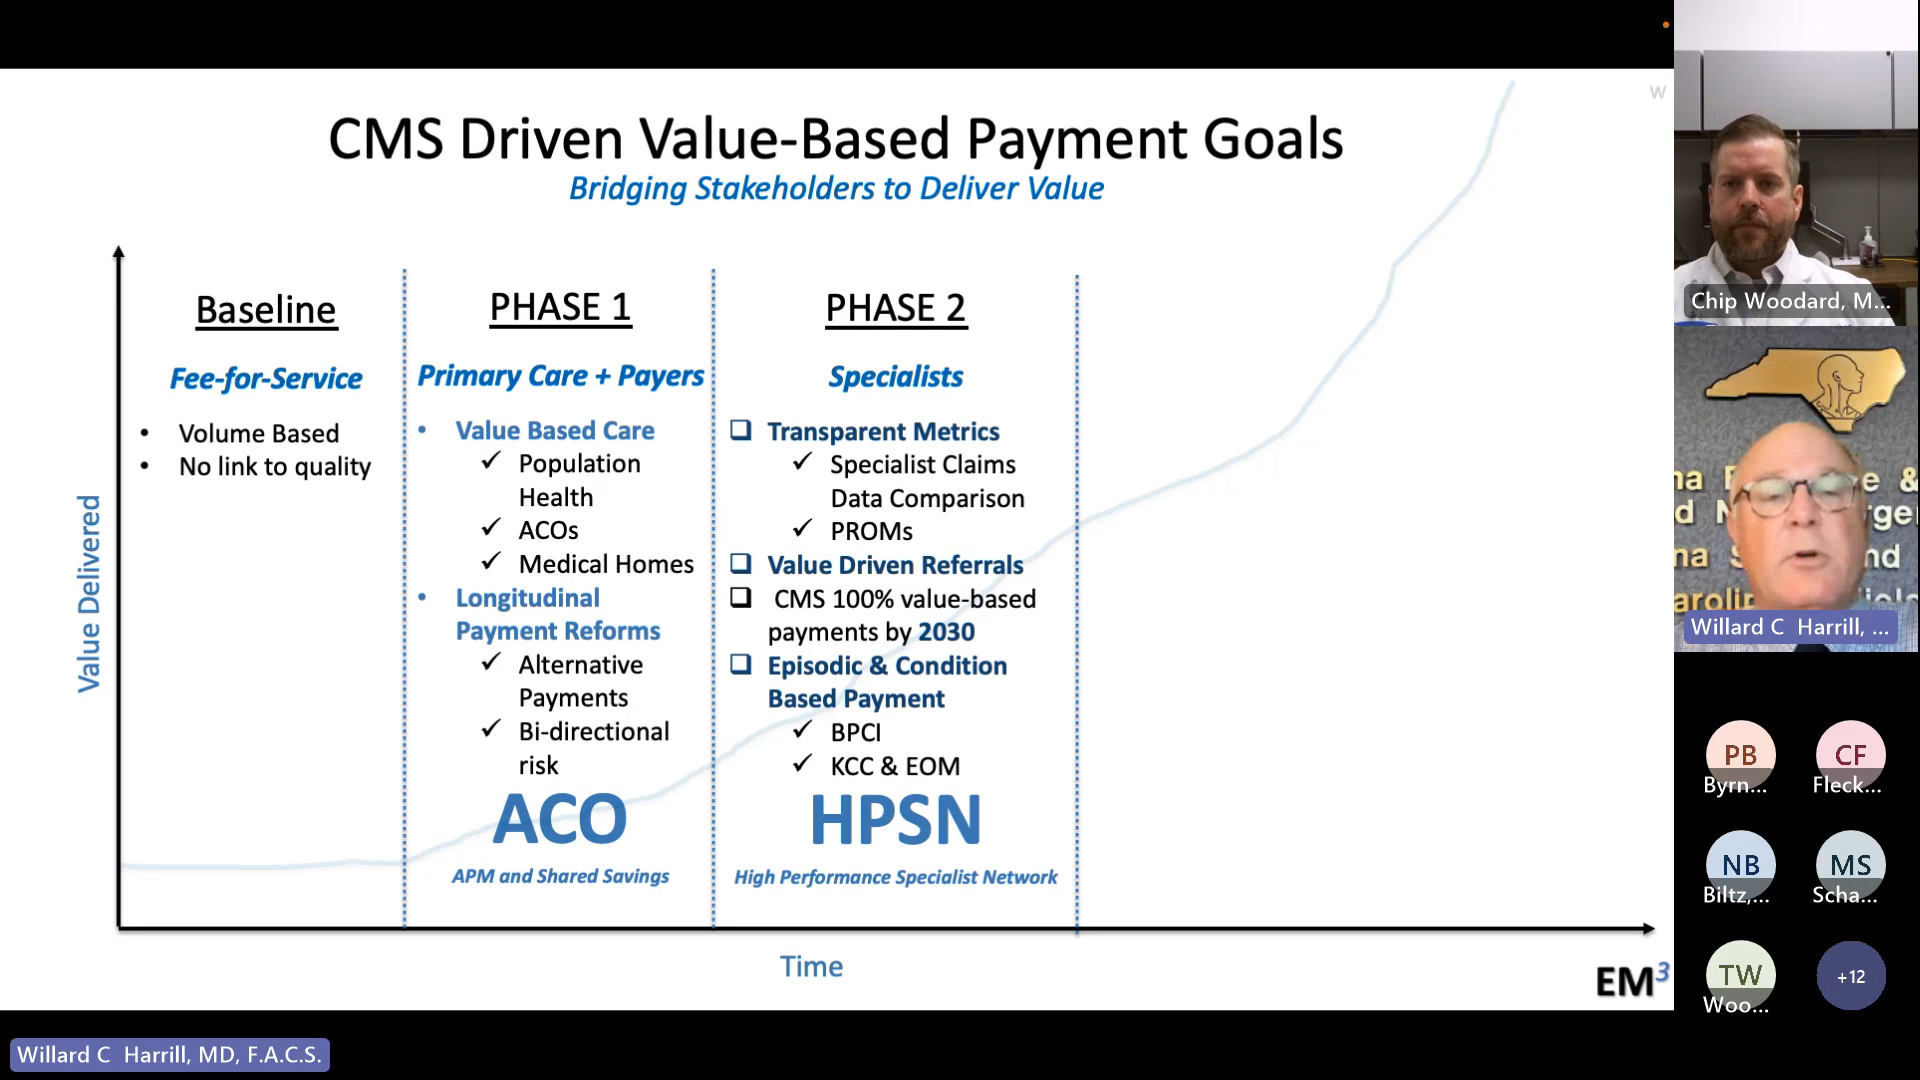 CMS Driven Value-Based Payment Goals
Bridging Stakeholders to Deliver Value
Value Delivered
Baseline
Fee-for-Service
• Volume Based
• No link to quality
PHASE 1
Primary Care + Payers
• Value Based Care
✓ Population
Health
✓ ACOs
✓ Medical Homes
• Longitudinal
Payment Reforms
✓ Alternative
Payments
✓ Bi-directional
risk
ACO
APM and Shared Savings
PHASE 2
Specialists
❑ Transparent Metrics
✓ Specialist Claims
Data Comparison
✓ PROMs
❑ Value Driven Referrals
❑ CMS 100% value-based
payments by 2030
❑ Episodic & Condition
Based Payment
✓ BPCI
✓ KCC & EOM
HPSN
High Performance Specialist Network
Time
EM³
W
Chip Woodard, M...
Willard C Harrill, ...
PB
Byrn...
CF
Fleck...
NB
Biltz,...
MS
Scha...
TW
Woo...
+12
Willard C Harrill, MD, F.A.C.S.